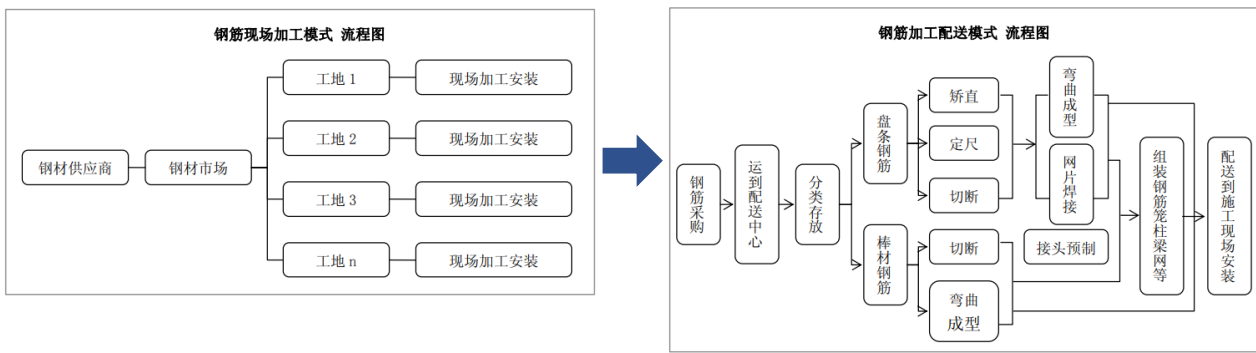 钢筋现场加工模式 流程图
钢材供应商
钢材市场
工地 1
现场加工安装
工地 2
现场加工安装
工地 3
现场加工安装
工地 n
现场加工安装
钢筋加工配送模式 流程图
钢筋采购
运到配送中心
分类存放
盘条钢筋
矫直
定尺
切断
棒材钢筋
切断
弯曲
成型
弯曲成型
网片焊接
接头预制
组装钢筋笼柱梁网等
配送到施工现场安装